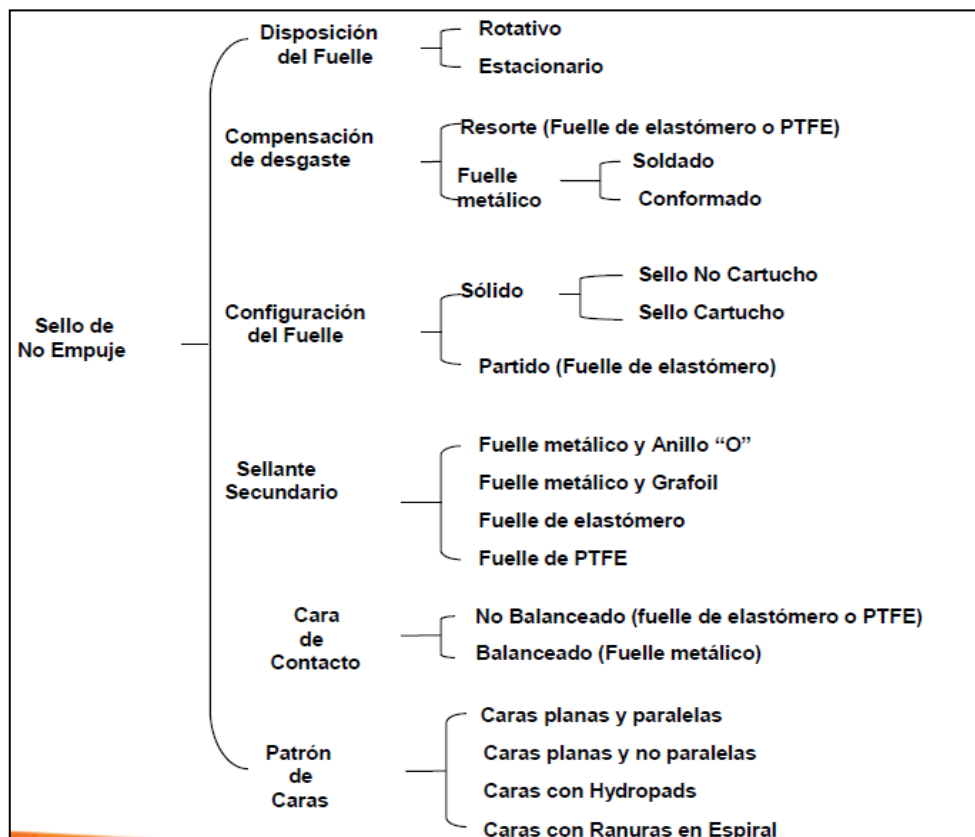 Disposición
del Fuelle
Rotativo
Estacionario
Compensación
de desgaste
Resorte (Fuelle de elastómero o PTFE)
Fuelle
metálico
Soldado
Conformado
Sello de
No Empuje
Configuración
del Fuelle
Sólido
Sello No Cartucho
Sello Cartucho
Partido (Fuelle de elastómero)
Sellante
Secundario
Fuelle metálico y Anillo “O”
Fuelle metálico y Grafoil
Fuelle de elastómero
Fuelle de PTFE
Cara
de
Contacto
No Balanceado (fuelle de elastómero o PTFE)
Balanceado (Fuelle metálico)
Patrón
de
Caras
Caras planas y paralelas
Caras planas y no paralelas
Caras con Hydropads
Caras con Ranuras en Espiral